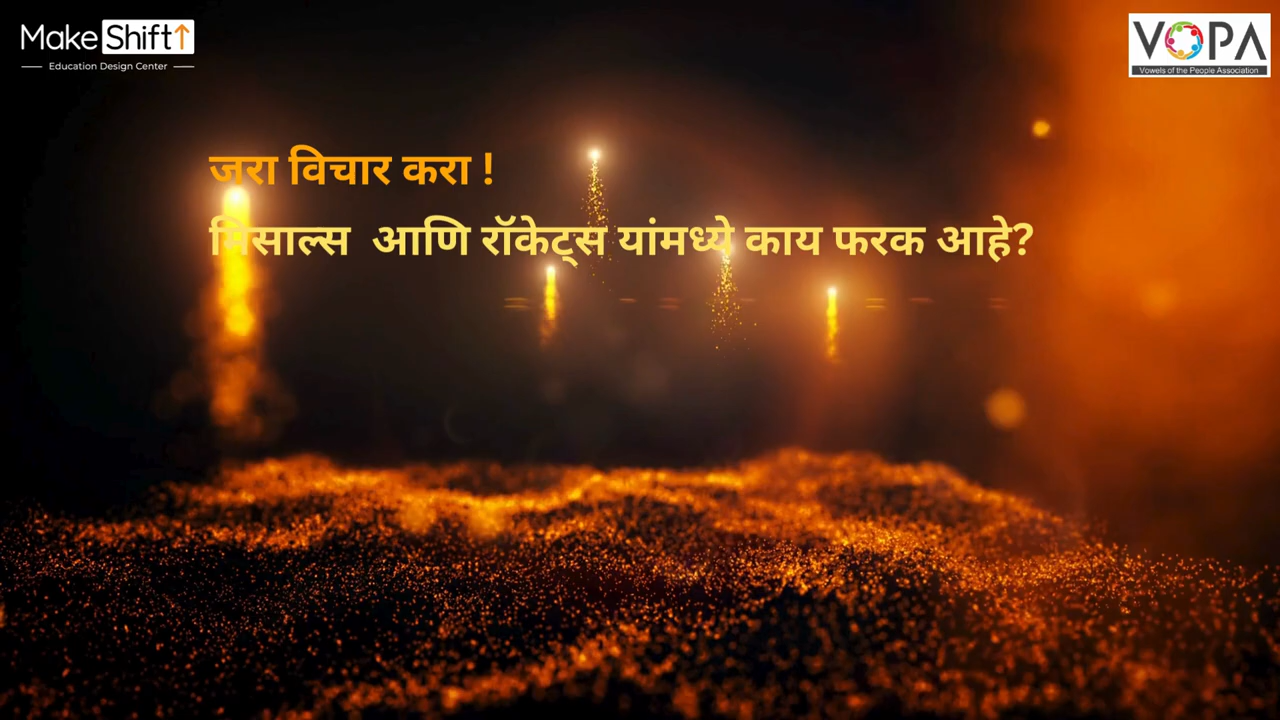 MakeShift↑
Education Design Center
VOPA
Vowels of the People Association
जरा विचार करा !
मिसाल्स आणि रॉकेट्स यांमध्ये काय फरक आहे?